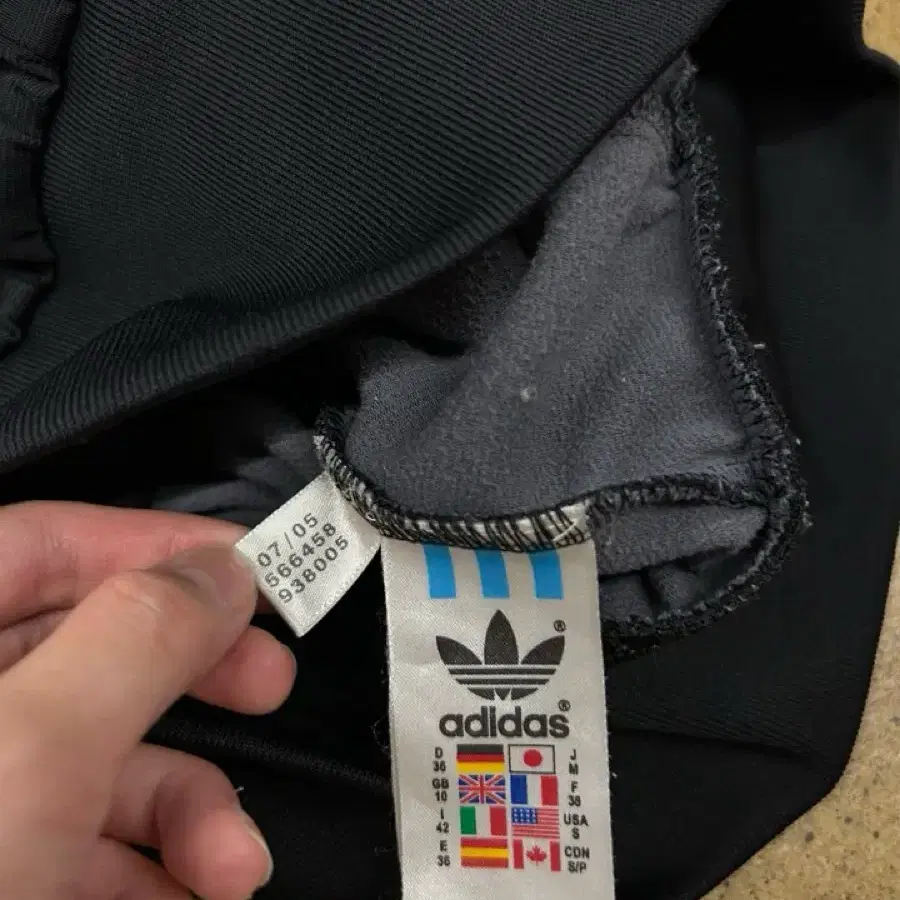 07/05
566458
938005
®
adidas®
D
36
J
M
GB
10
F
38
I
42
USA
S
E
36
CDN
S/P